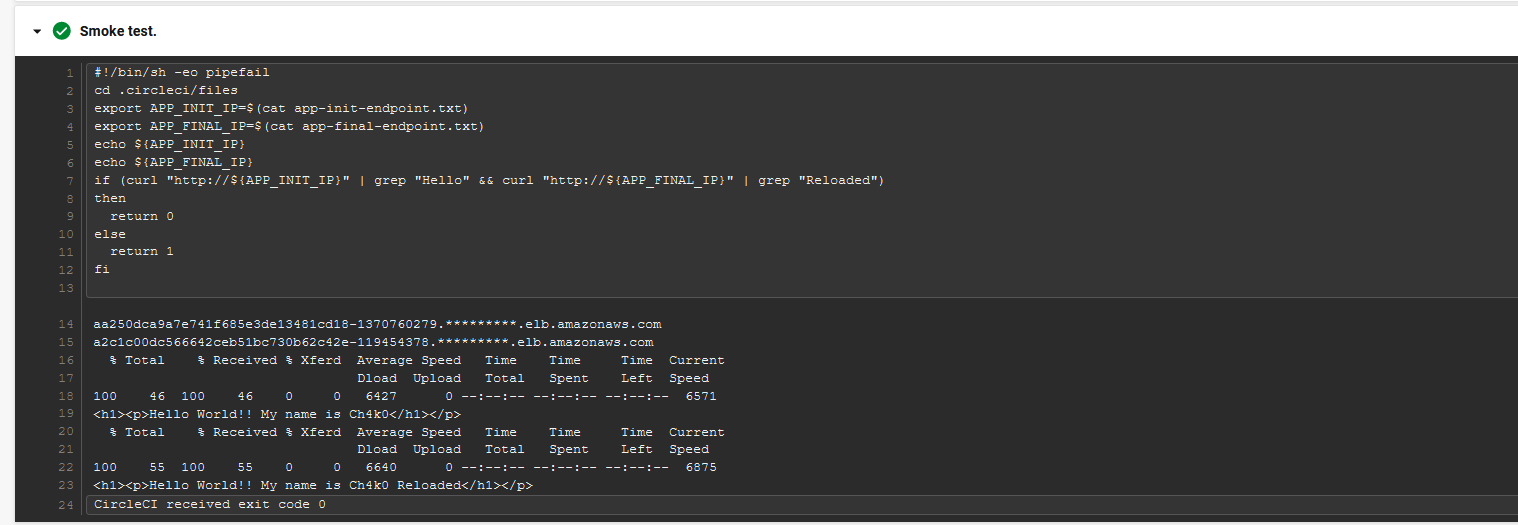 Smoke test.
1 #!/bin/sh -eo pipefail
2 cd .circleci/files
3 export APP_INIT_IP=$(cat app-init-endpoint.txt)
4 export APP_FINAL_IP=$(cat app-final-endpoint.txt)
5 echo ${APP_INIT_IP}
6 echo ${APP_FINAL_IP}
7 if (curl "http://${APP_INIT_IP}" | grep "Hello" && curl "http://${APP_FINAL_IP}" | grep "Reloaded")
8 then
9   return 0
10 else
11   return 1
12 fi
13
14 aa250dca9a7e741f685e3de13481cd18-1370760279.*********.elb.amazonaws.com
15 a2c1c00dc566642ceb51bc730b62c42e-119454378.*********.elb.amazonaws.com
16   % Total    % Received % Xferd  Average Speed   Time    Time     Time  Current
17                                  Dload  Upload   Total   Spent    Left  Speed
18 100    46  100    46    0     0   6427      0 --:--:-- --:--:-- --:--:--  6571
19 <h1><p>Hello World!! My name is Ch4k0</h1></p>
20   % Total    % Received % Xferd  Average Speed   Time    Time     Time  Current
21                                  Dload  Upload   Total   Spent    Left  Speed
22 100    55  100    55    0     0   6640      0 --:--:-- --:--:-- --:--:--  6875
23 <h1><p>Hello World!! My name is Ch4k0 Reloaded</h1></p>
24 CircleCI received exit code 0